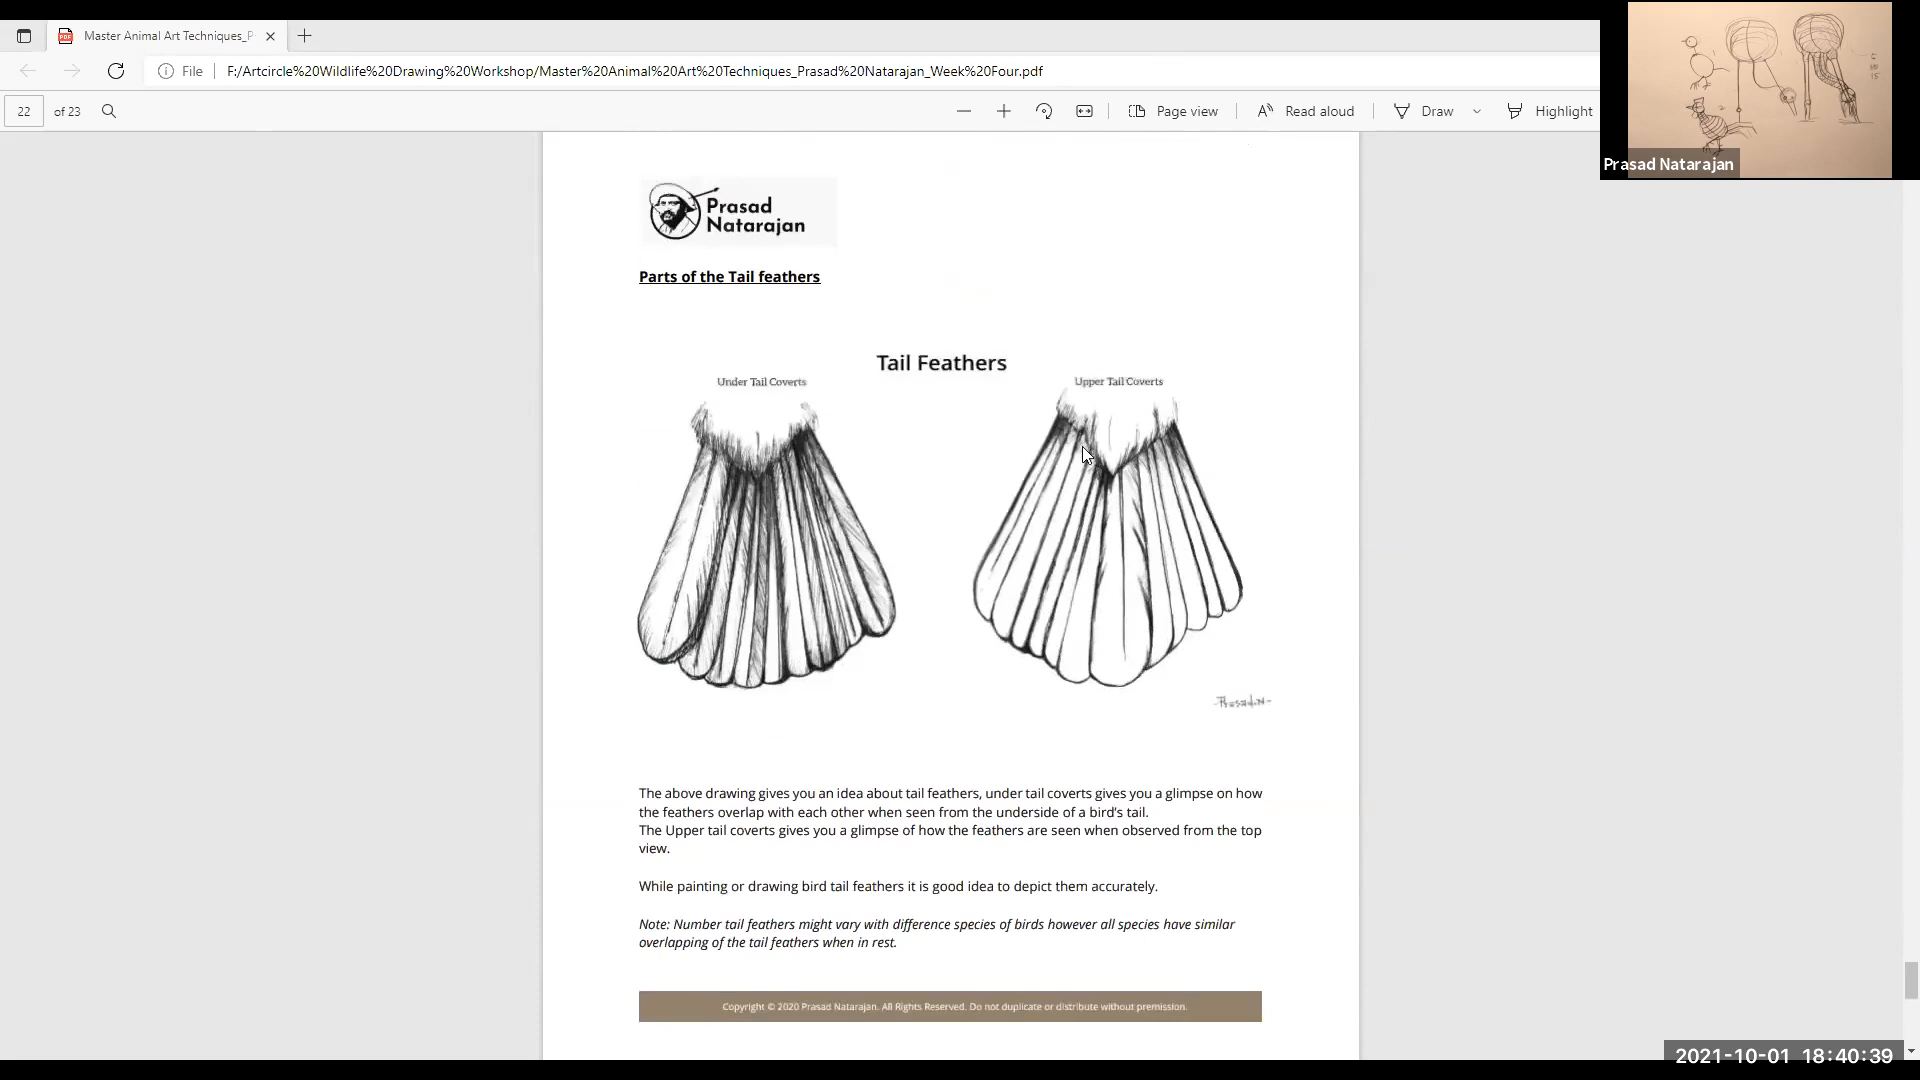 Master Animal Art Techniques_P
File
F:/Artcircle%20Wildlife%20Drawing%20Workshop/Master%20Animal%20Art%20Techniques_Prasad%20Natarajan_Week%20Four.pdf
22
of 23
Page view
Read aloud
Draw
Highlight
Prasad Natarajan
Prasad
Natarajan
Parts of the Tail feathers
Tail Feathers
Under Tail Coverts
Upper Tail Coverts
The above drawing gives you an idea about tail feathers, under tail coverts gives you a glimpse on how
the feathers overlap with each other when seen from the underside of a bird's tail.
The Upper tail coverts gives you a glimpse of how the feathers are seen when observed from the top
view.
While painting or drawing bird tail feathers it is good idea to depict them accurately.
Note: Number tail feathers might vary with difference species of birds however all species have similar
overlapping of the tail feathers when in rest.
Copyright © 2020 Prasad Natarajan. All Rights Reserved. Do not duplicate or distribute without premission.
2021-10-01 18:40:39